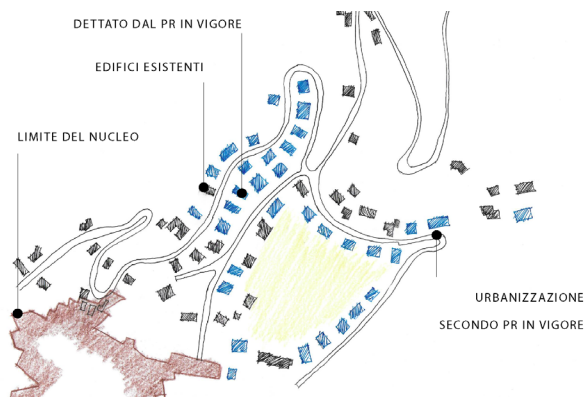 DETTATO DAL PR IN VIGORE
EDIFICI ESISTENTI
LIMITE DEL NUCLEO
URBANIZZAZIONE
SECONDO PR IN VIGORE